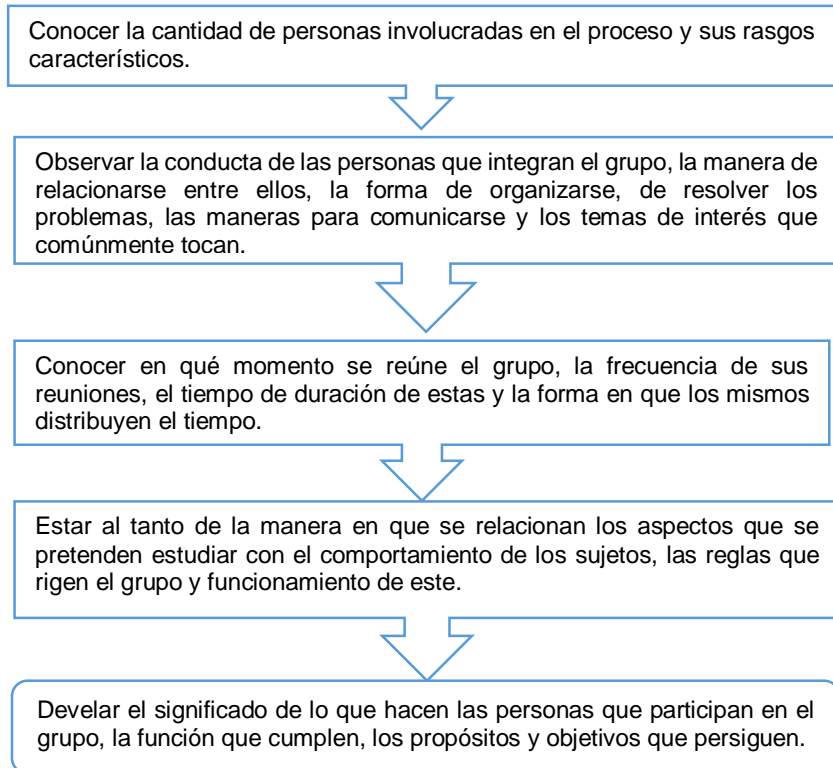 Conocer la cantidad de personas involucradas en el proceso y sus rasgos
característicos.
Observar la conducta de las personas que integran el grupo, la manera de
relacionarse entre ellos, la forma de organizarse, de resolver los
problemas, las maneras para comunicarse y los temas de interés que
comúnmente tocan.
Conocer en qué momento se reúne el grupo, la frecuencia de sus
reuniones, el tiempo de duración de estas y la forma en que los mismos
distribuyen el tiempo.
Estar al tanto de la manera en que se relacionan los aspectos que se
pretenden estudiar con el comportamiento de los sujetos, las reglas que
rigen el grupo y funcionamiento de este.
Develar el significado de lo que hacen las personas que participan en el
grupo, la función que cumplen, los propósitos y objetivos que persiguen.